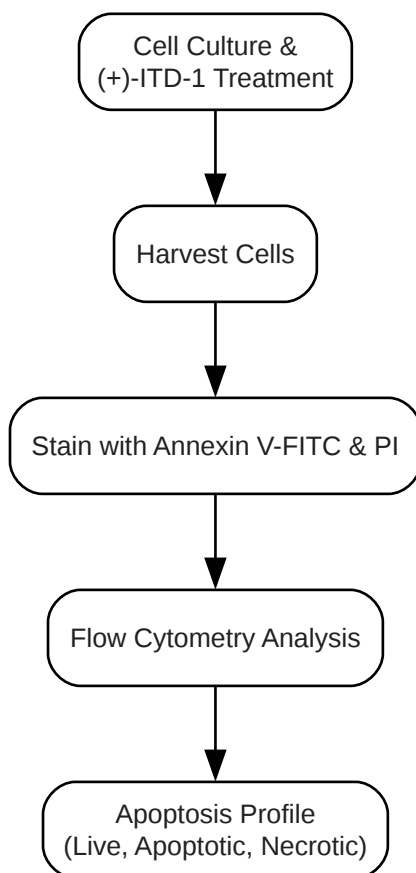 Cell Culture &
(+)-ITD-1 Treatment
Harvest Cells
Stain with Annexin V-FITC & PI
Flow Cytometry Analysis
Apoptosis Profile
(Live, Apoptotic, Necrotic)